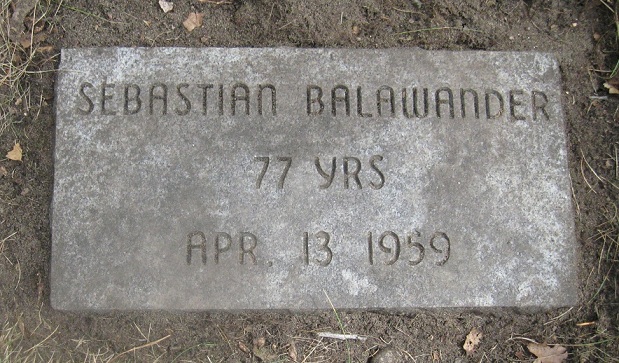 SEBASTIAN BALAWANDER
77 YRS
APR. 13 1959